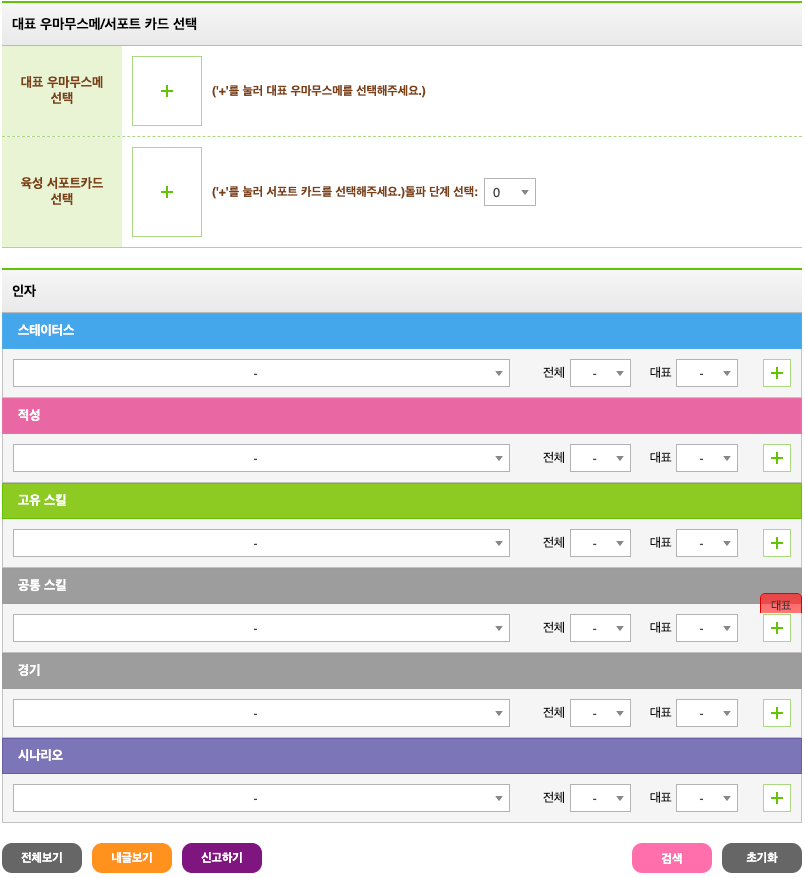 대표 우마무스메/서포트 카드 선택
대표 우마무스메
선택
+
('+'를 눌러 대표 우마무스메를 선택해주세요.)
육성 서포트카드
선택
+
('+'를 눌러 서포트 카드를 선택해주세요.)돌파 단계 선택: 0
인자
스테이터스
- 전체 - 대표 - +
적성
- 전체 - 대표 - +
고유 스킬
- 전체 - 대표 - +
공통 스킬
대표
- 전체 - 대표 - +
경기
- 전체 - 대표 - +
시나리오
- 전체 - 대표 - +
전체보기 내글보기 신고하기 검색 초기화